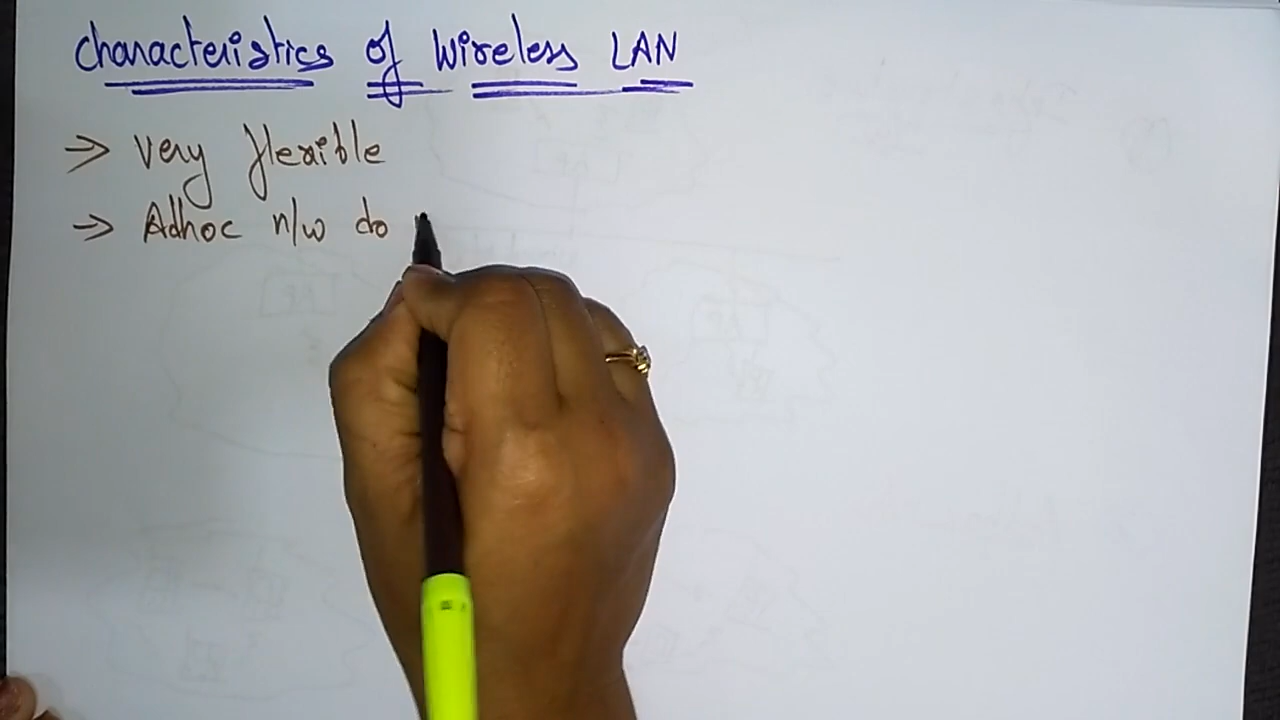 Characteristics of Wireless LAN
⇒ Very flexible
⇒ Adhoc n/w do